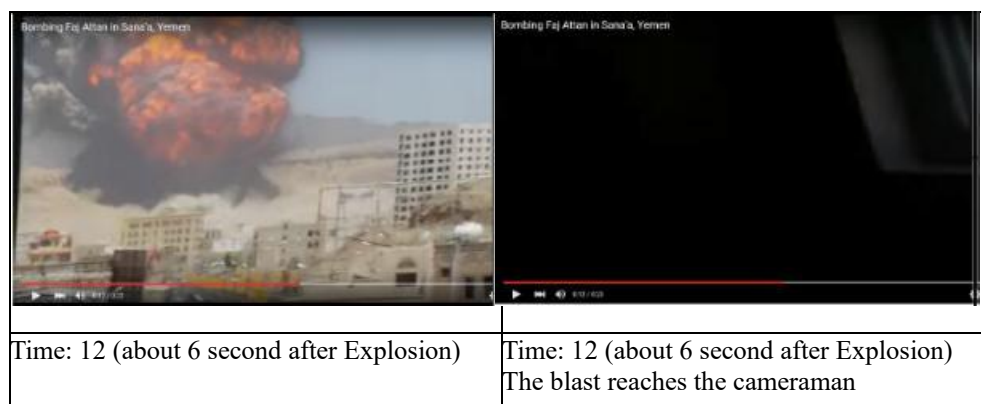 Bombing Faj Attan in Sana'a, Yemen
Bombing Faj Attan in Sana'a, Yemen
Time: 12 (about 6 second after Explosion)
Time: 12 (about 6 second after Explosion)
The blast reaches the cameraman